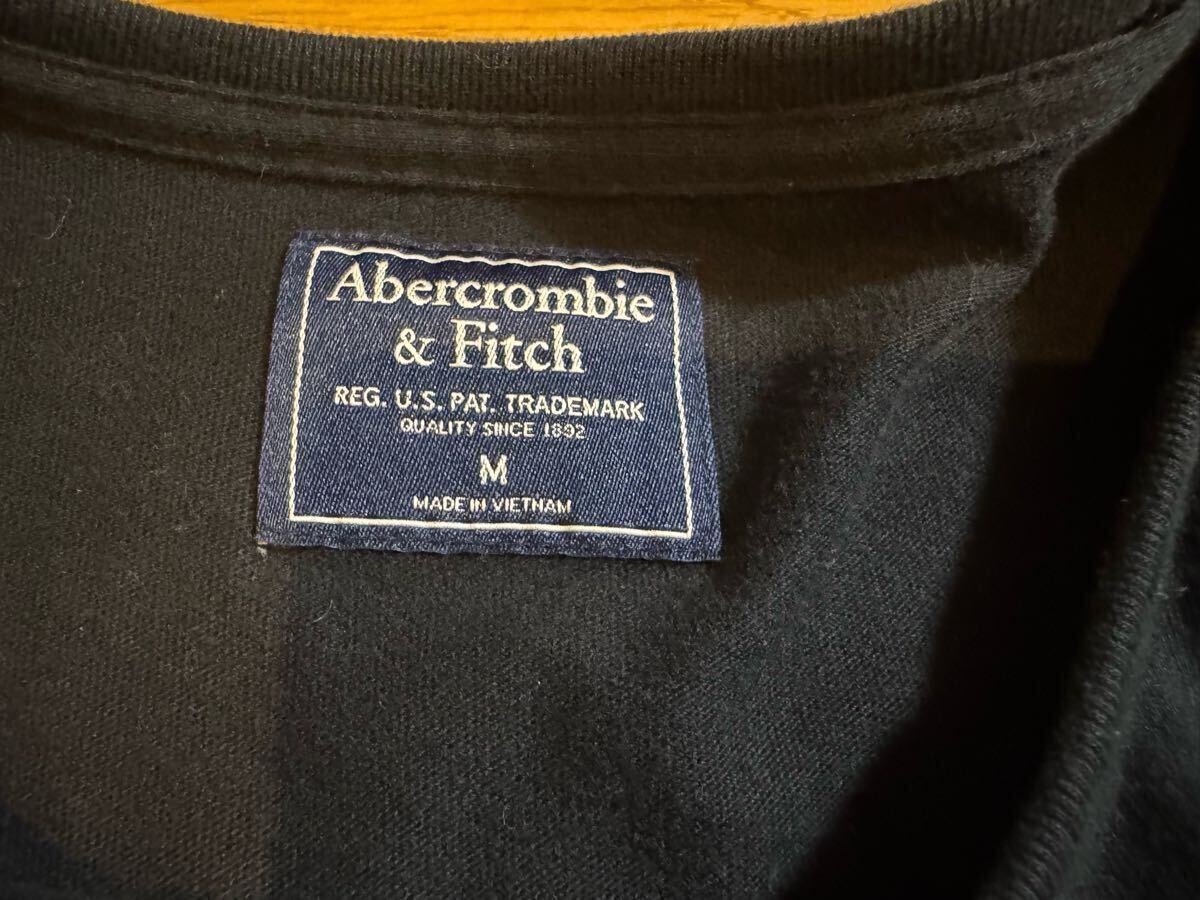 Abercrombie
& Fitch
REG. U.S. PAT. TRADEMARK
QUALITY SINCE 1892
M
MADE IN VIETNAM